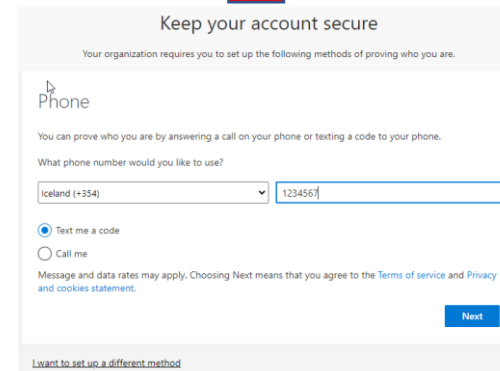 Keep your account secure
Your organization requires you to set up the following methods of proving who you are.
Phone
You can prove who you are by answering a call on your phone or texting a code to your phone.
What phone number would you like to use?
Iceland (+354) 1234567
Text me a code
Call me
Message and data rates may apply. Choosing Next means that you agree to the Terms of service and Privacy
and cookies statement.
Next
I want to set up a different method